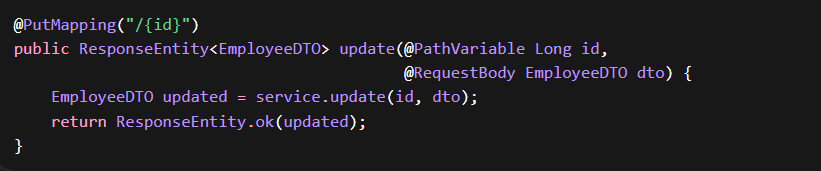 @PutMapping("/{id}")
public ResponseEntity<EmployeeDTO> update(@PathVariable Long id,
                                          @RequestBody EmployeeDTO dto) {
    EmployeeDTO updated = service.update(id, dto);
    return ResponseEntity.ok(updated);
}